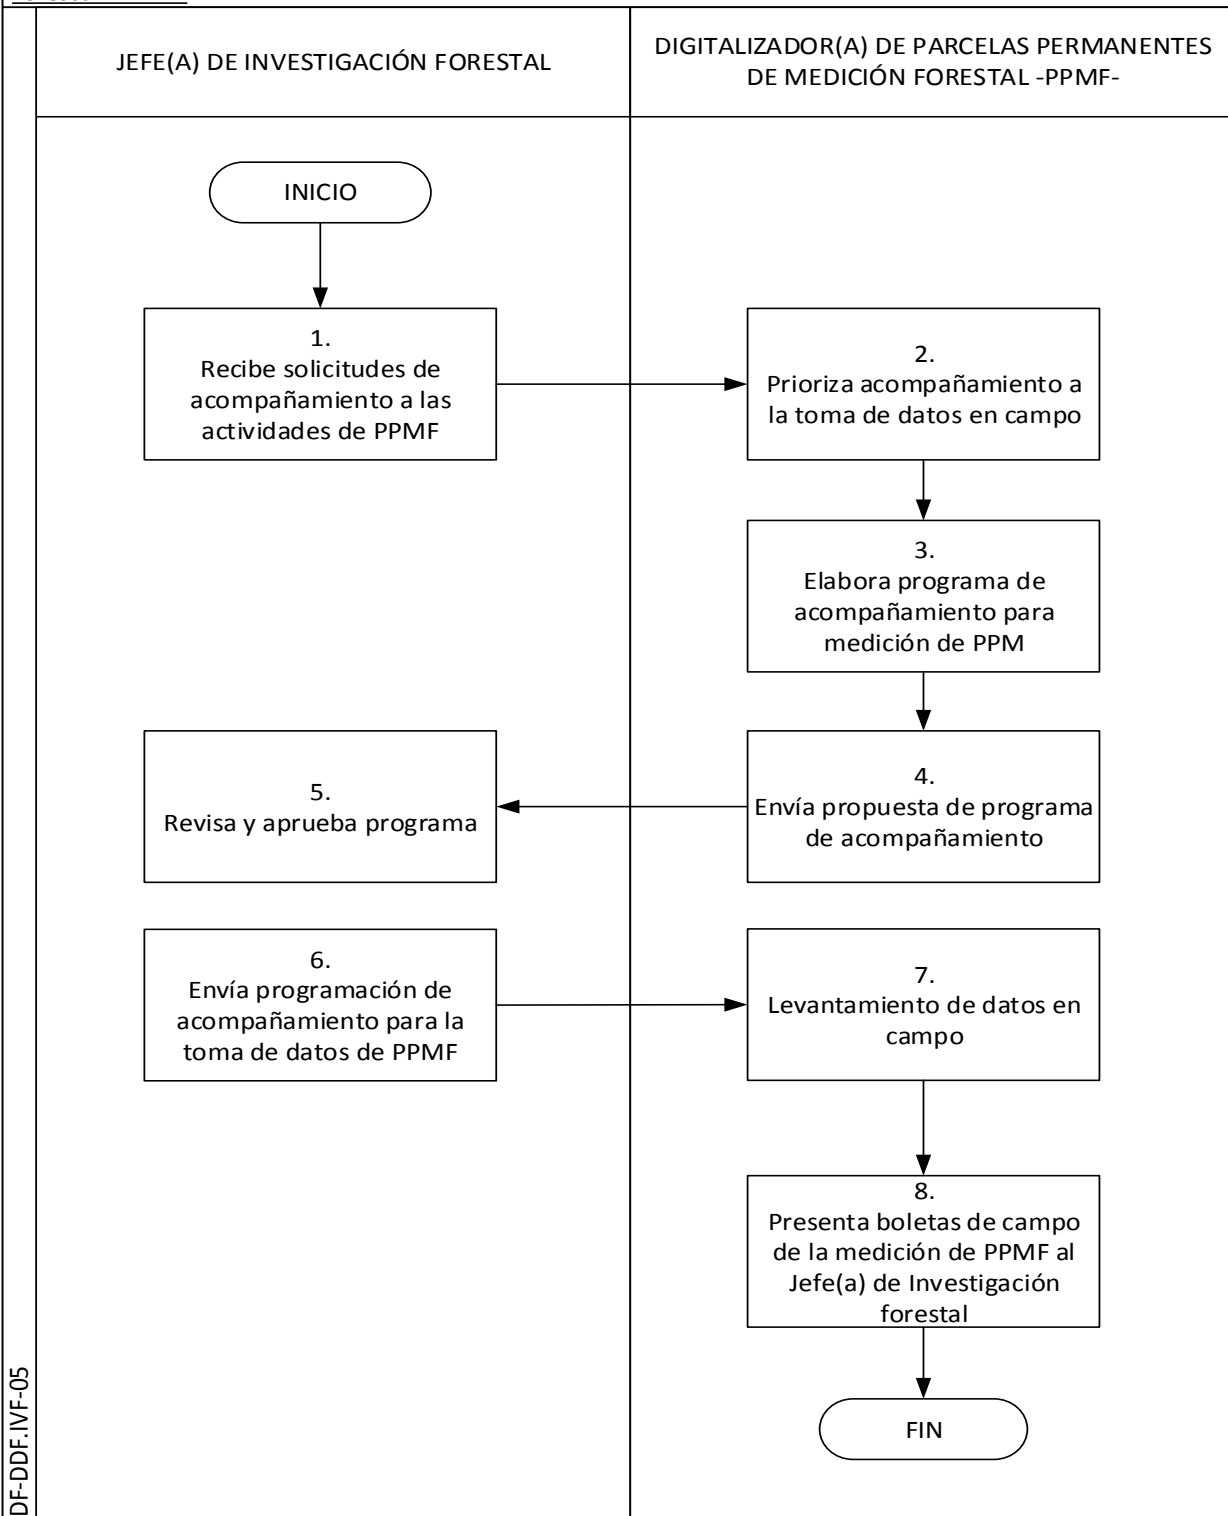 JEFE(A) DE INVESTIGACIÓN FORESTAL
DIGITALIZADOR(A) DE PARCELAS PERMANENTES
DE MEDICIÓN FORESTAL -PPMF-
INICIO
1.
Recibe solicitudes de
acompañamiento a las
actividades de PPMF
2.
Prioriza acompañamiento a
la toma de datos en campo
3.
Elabora programa de
acompañamiento para
medición de PPM
4.
Envía propuesta de programa
de acompañamiento
5.
Revisa y aprueba programa
6.
Envía programación de
acompañamiento para la
toma de datos de PPMF
7.
Levantamiento de datos en
campo
8.
Presenta boletas de campo
de la medición de PPMF al
Jefe(a) de Investigación
forestal
FIN
DF-DDF.IVF-05